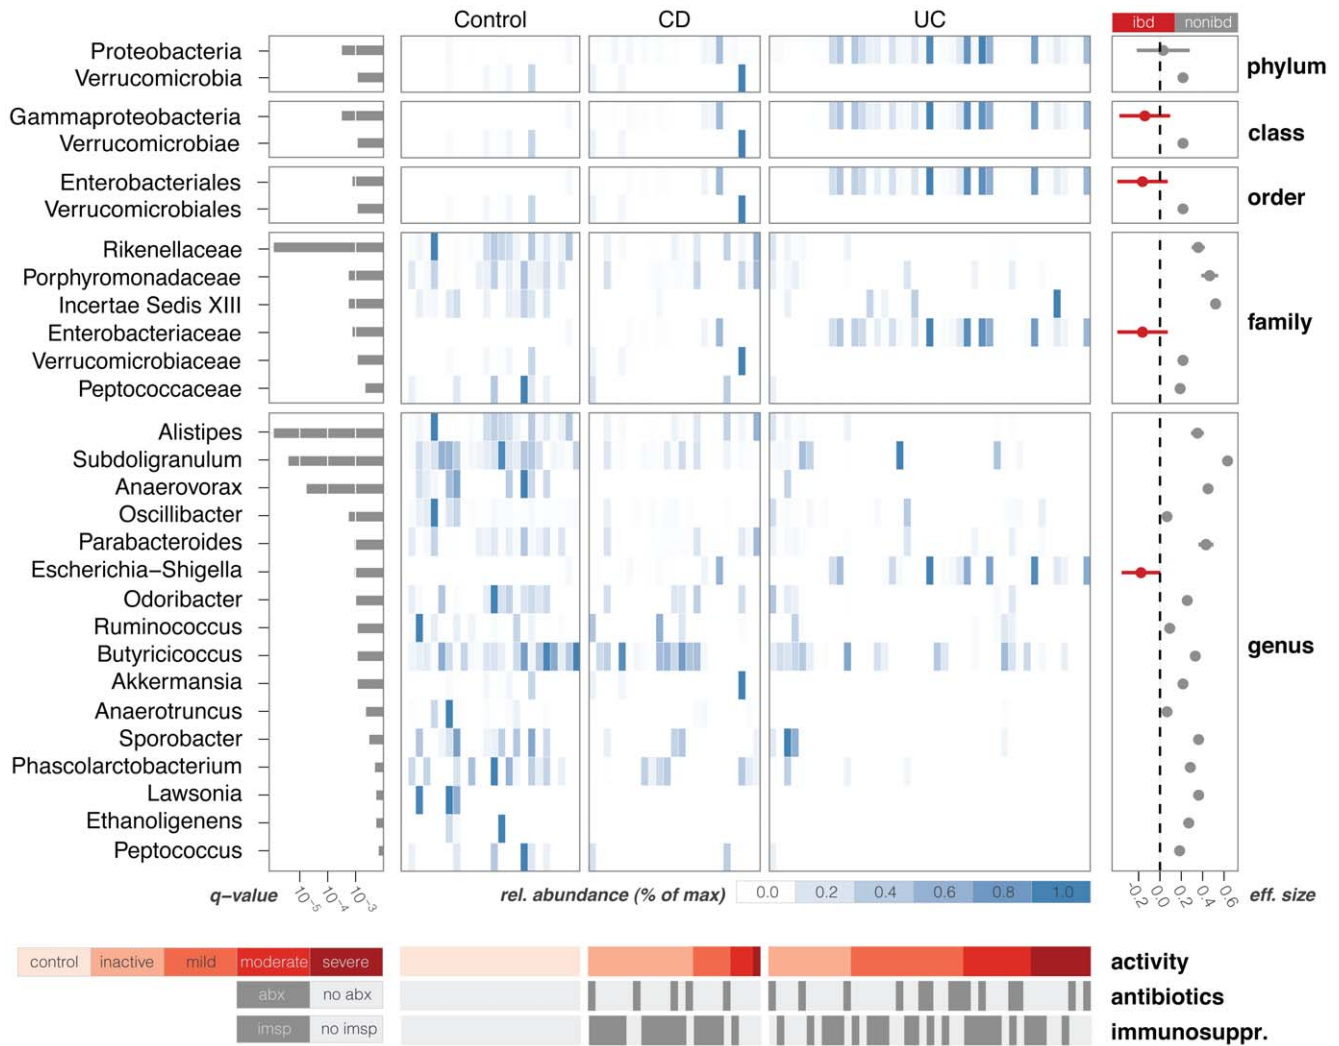 Control CD UC
ibd nonibd
Proteobacteria
Verrucomicrobia
phylum
Gammaproteobacteria
Verrucomicrobiae
class
Enterobacteriales
Verrucomicrobiales
order
Rikenellaceae
Porphyromonadaceae
Incertae Sedis XIII
Enterobacteriaceae
Verrucomicrobiaceae
Peptococcaceae
family
Alistipes
Subdoligranulum
Anaerovorax
Oscillibacter
Parabacteroides
Escherichia–Shigella
Odoribacter
Ruminococcus
Butyricicoccus
Akkermansia
Anaerotruncus
Sporobacter
Phascolarctobacterium
Lawsonia
Ethanoligenens
Peptococcus
genus
q–value 10−5 10−4 10−3
rel. abundance (% of max) 0.0 0.2 0.4 0.6 0.8 1.0
-0.2 0.0 0.2 0.4 0.6 eff. size
control inactive mild moderate severe activity
abx no abx antibiotics
imsp no imsp immunosuppr.